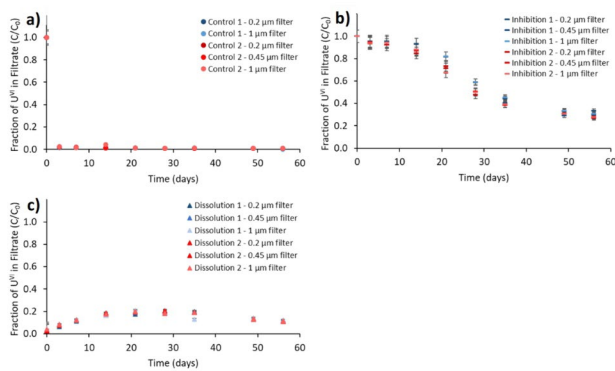 a)
Control 1 - 0.2 µm filter
Control 1 - 1 µm filter
Control 2 - 0.2 µm filter
Control 2 - 0.45 µm filter
Control 2 - 1 µm filter
Fraction of Uⱽᴵ in Filtrate (C/C₀)
1.0
0.8
0.6
0.4
0.2
0.0
0 10 20 30 40 50 60
Time (days)
b)
Inhibition 1 - 0.2 µm filter
Inhibition 1 - 0.45 µm filter
Inhibition 1 - 1 µm filter
Inhibition 2 - 0.2 µm filter
Inhibition 2 - 0.45 µm filter
Inhibition 2 - 1 µm filter
Fraction of Uⱽᴵ in Filtrate (C/C₀)
1.0
0.8
0.6
0.4
0.2
0.0
0 10 20 30 40 50 60
Time (days)
c)
Dissolution 1 - 0.2 µm filter
Dissolution 1 - 0.45 µm filter
Dissolution 1 - 1 µm filter
Dissolution 2 - 0.2 µm filter
Dissolution 2 - 0.45 µm filter
Dissolution 2 - 1 µm filter
Fraction of Uⱽᴵ in Filtrate (C/C₀)
1.0
0.8
0.6
0.4
0.2
0.0
0 10 20 30 40 50 60
Time (days)